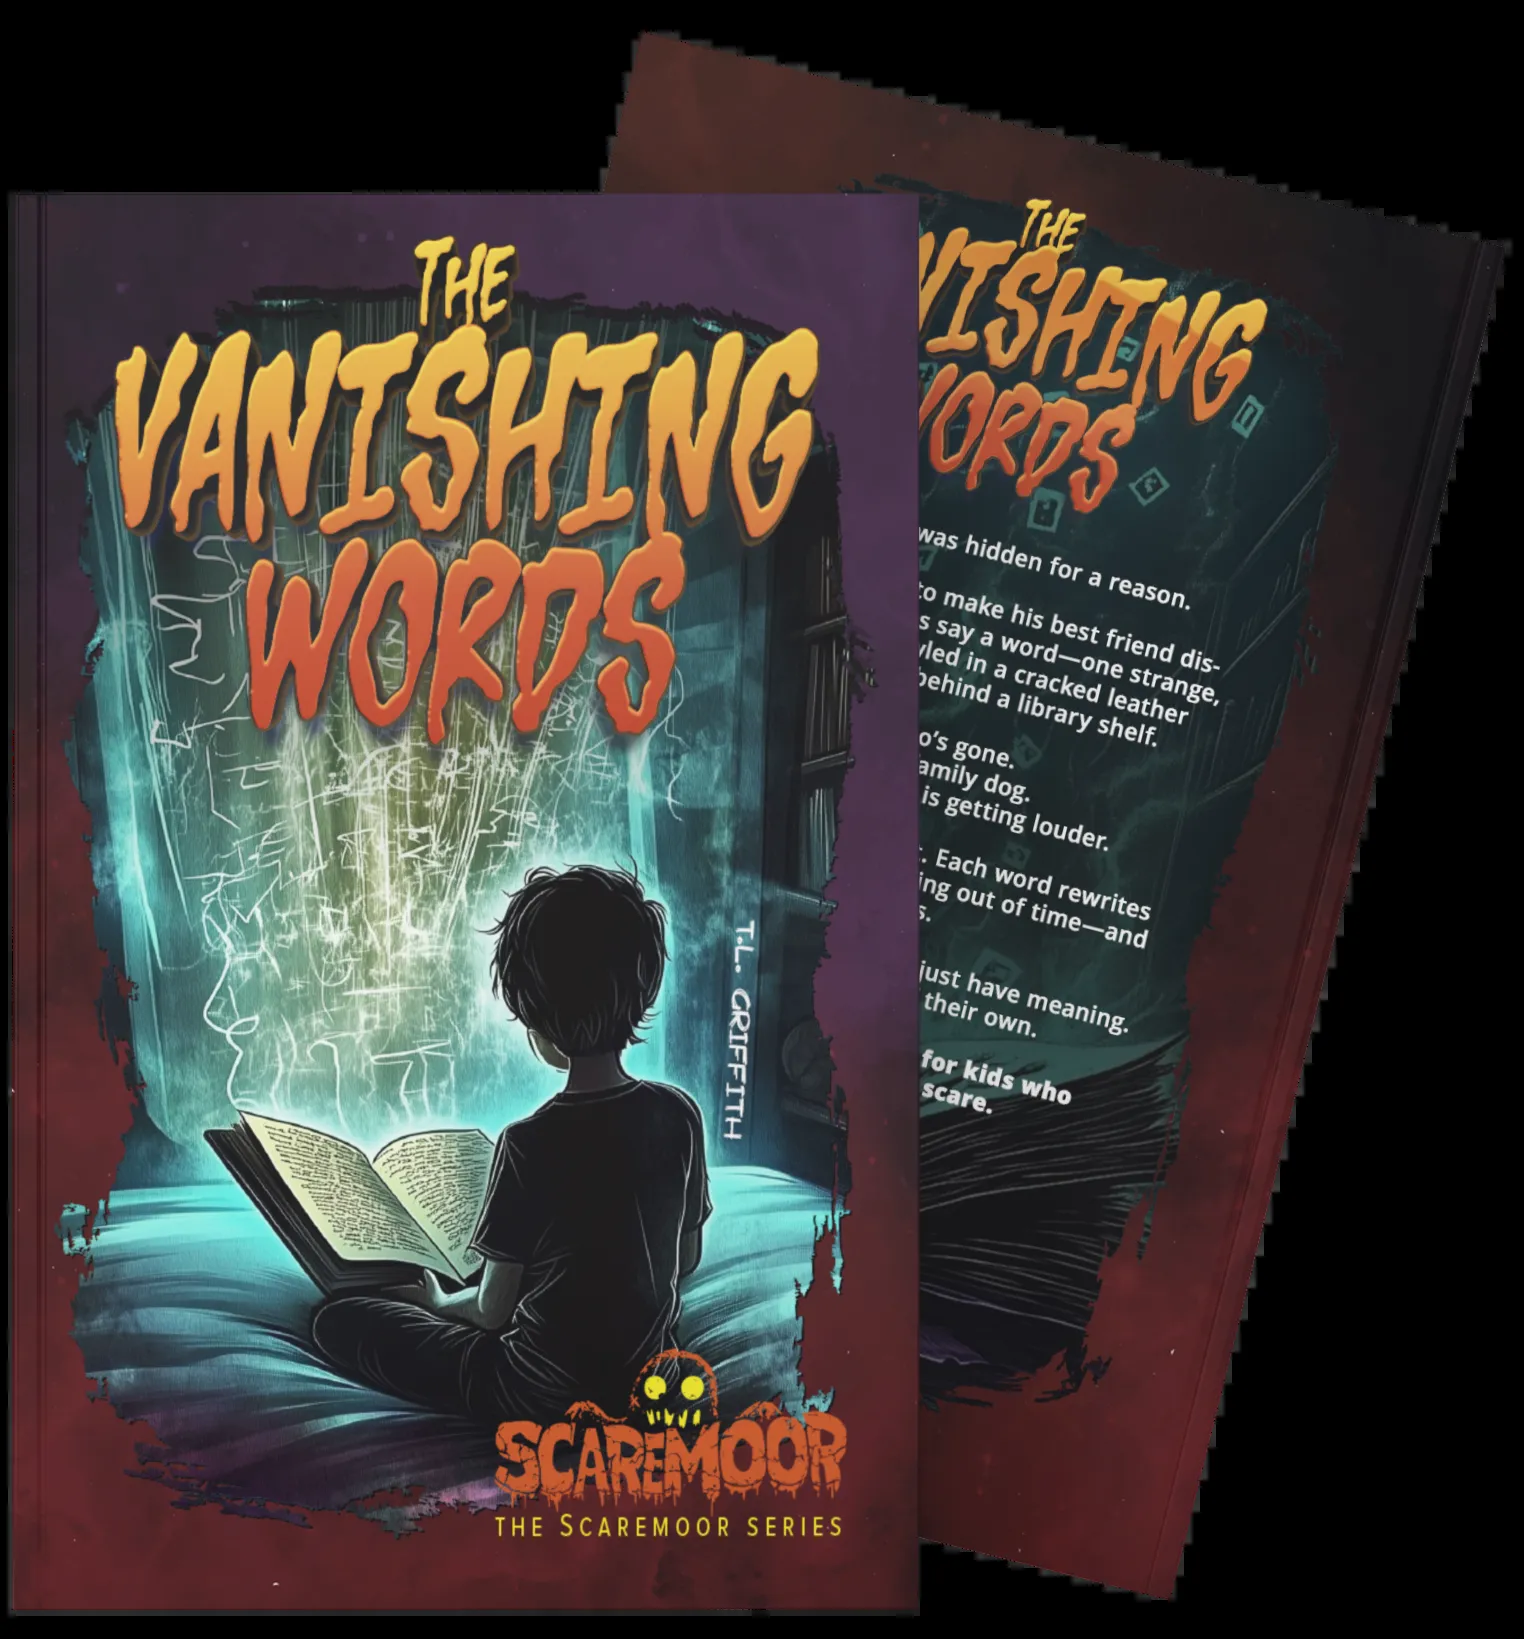 THE
VANISHING
WORDS
T.L. GRIFFITH
SCAREMOOR
THE SCAREMOOR SERIES
THE
VISHING
ORDS
was hidden for a reason.
to make his best friend dis-
say a word—one strange,
led in a cracked leather
behind a library shelf.
o's gone.
amily dog.
is getting louder.
Each word rewrites
ing out of time—and
s.
just have meaning.
their own.
for kids who
scare.